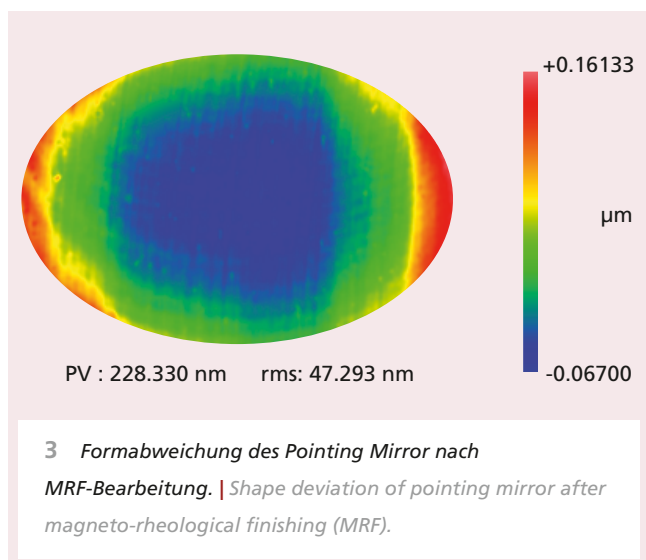 +0.16133
µm
-0.06700
PV : 228.330 nm rms: 47.293 nm
3 Formabweichung des Pointing Mirror nach
MRF-Bearbeitung. | Shape deviation of pointing mirror after
magneto-rheological finishing (MRF).